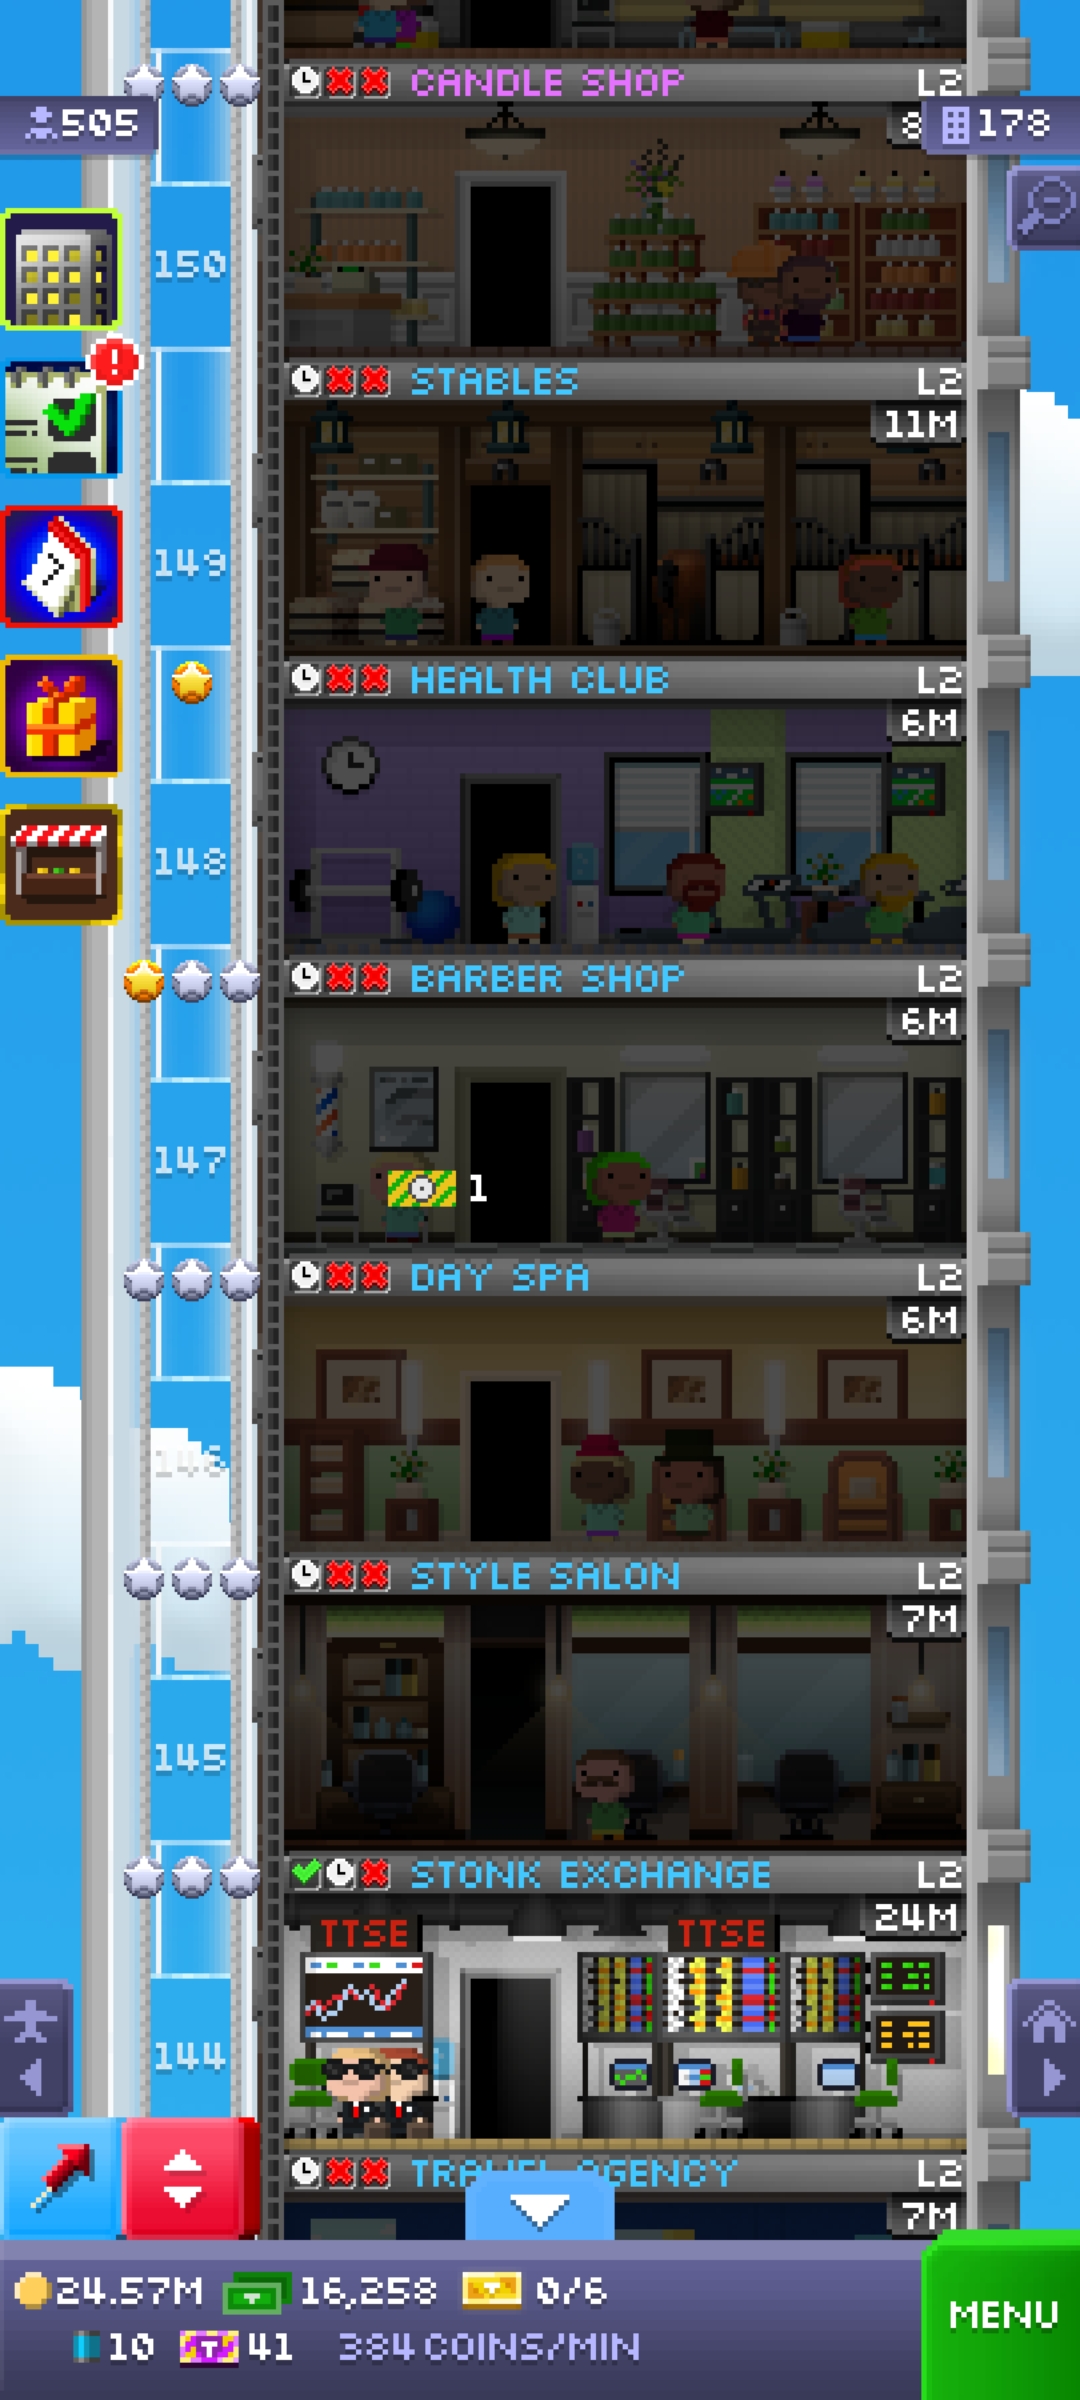 CANDLE SHOP L2
505
8
178
150
STABLES L2
11M
149
HEALTH CLUB L2
6M
148
BARBER SHOP L2
6M
147
1
DAY SPA L2
6M
146
STYLE SALON L2
7M
145
STONK EXCHANGE L2
24M
TTSE TTSE
144
TRAVEL AGENCY L2
7M
24.57M 16,258 0/6
MENU
10 41 384 COINS/MIN